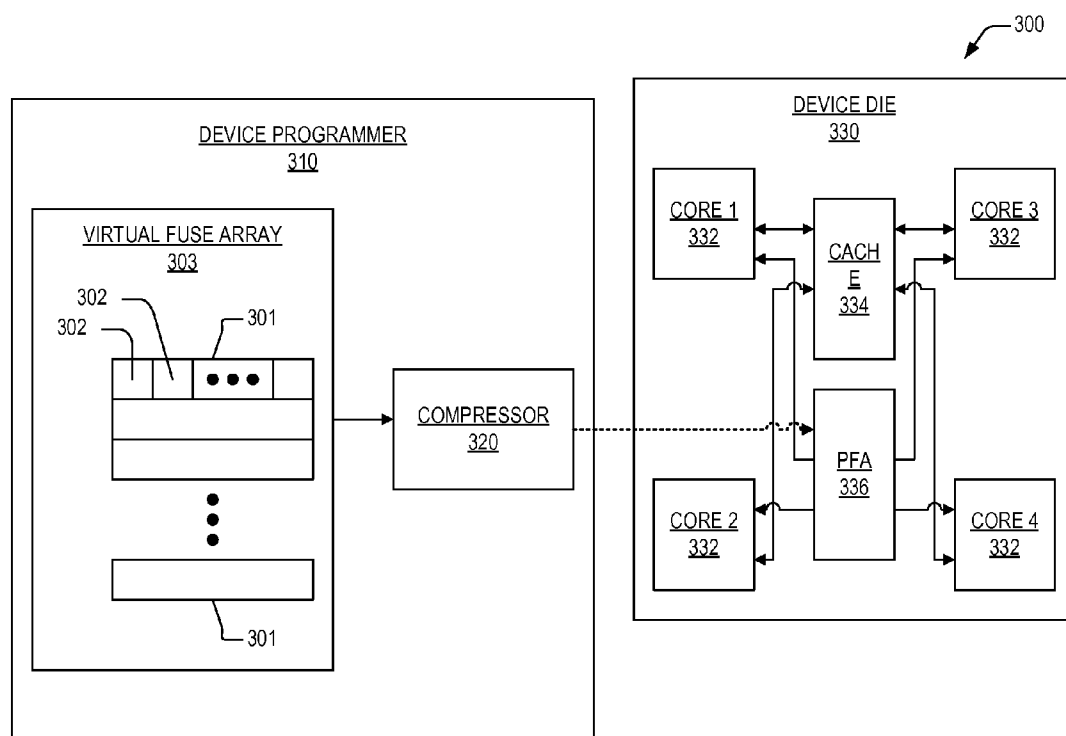 300
DEVICE PROGRAMMER
310
VIRTUAL FUSE ARRAY
303
302
302
301
301
COMPRESSOR
320
DEVICE DIE
330
CORE 1
332
CACH
E
334
CORE 3
332
CORE 2
332
PFA
336
CORE 4
332